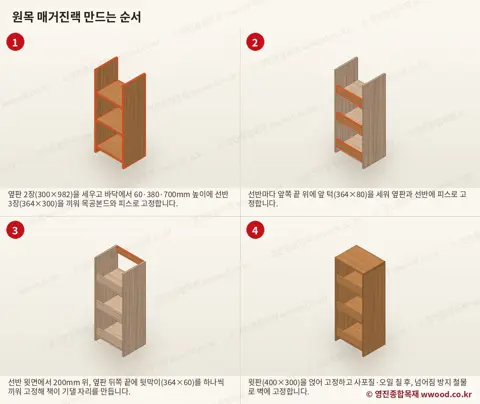 원목 매거진랙 만드는 순서
1
2
옆판 2장(300×982)을 세우고 바닥에서 60·380·700mm 높이에 선반
3장(364×300)을 끼워 목공본드와 피스로 고정합니다.
선반마다 앞쪽 끝 위에 앞 턱(364×80)을 세워 옆판과 선반에 피스로 고
정합니다.
3
4
선반 윗면에서 200mm 위, 옆판 뒤쪽 끝에 뒷막이(364×60)를 하나씩
끼워 고정해 책이 기댈 자리를 만듭니다.
윗판(400×300)을 얹어 고정하고 사포질·오일 칠 후, 넘어짐 방지 철물
로 벽에 고정합니다.
© 영진종합목재 wwood.co.kr